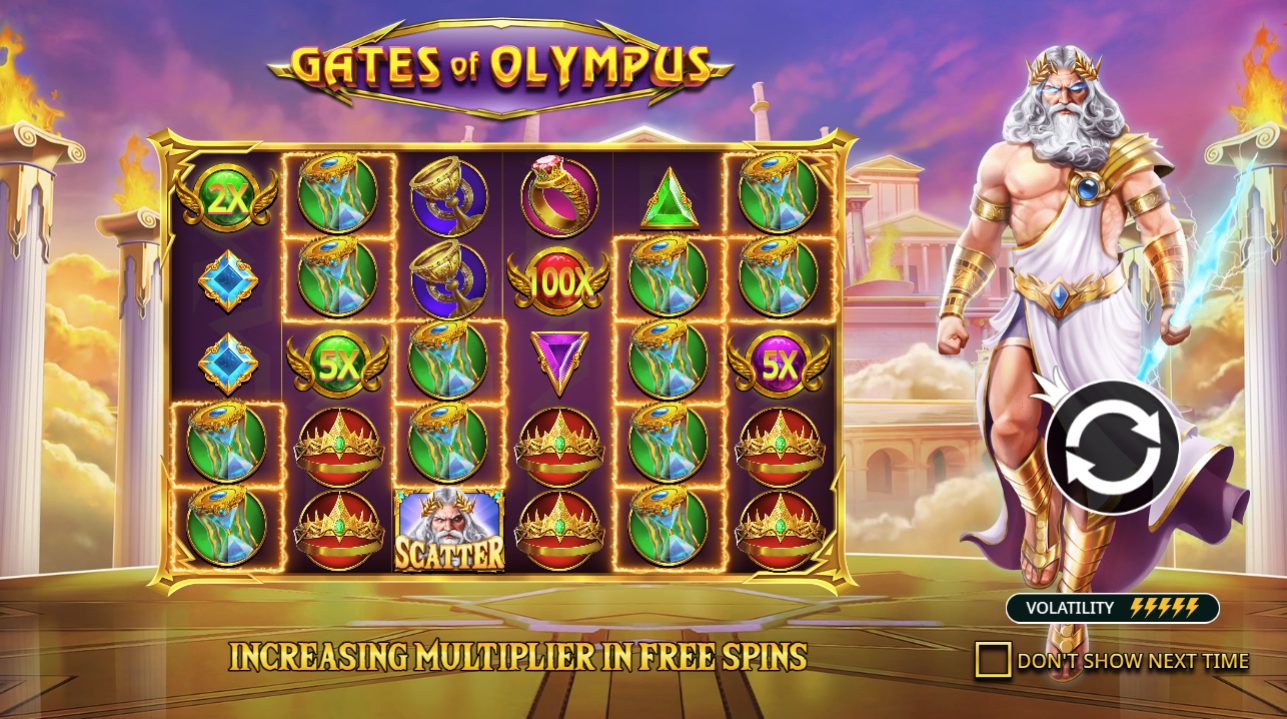 GATES OF OLYMPUS
2X
100X
5X
5X
SCATTER
VOLATILITY
INCREASING MULTIPLIER IN FREE SPINS
DON'T SHOW NEXT TIME